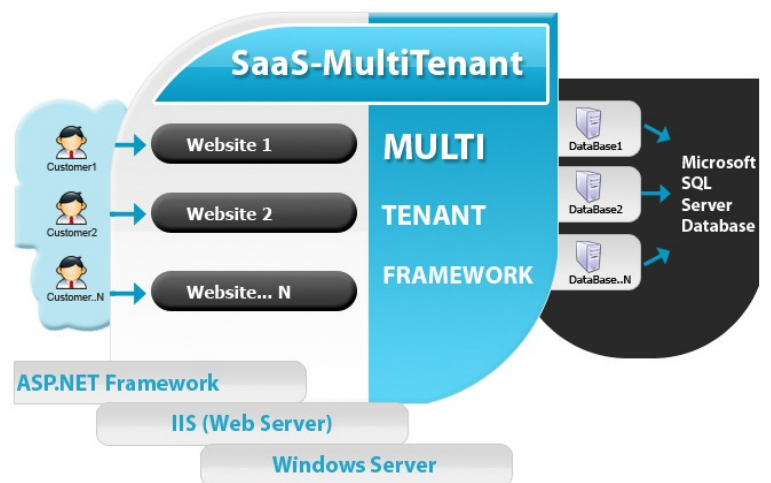 SaaS-MultiTenant
Customer1
Website 1
MULTI
DataBase1
Customer2
Website 2
TENANT
DataBase2
Microsoft
SQL
Server
Database
Customer..N
Website... N
FRAMEWORK
DataBase..N
ASP.NET Framework
IIS (Web Server)
Windows Server